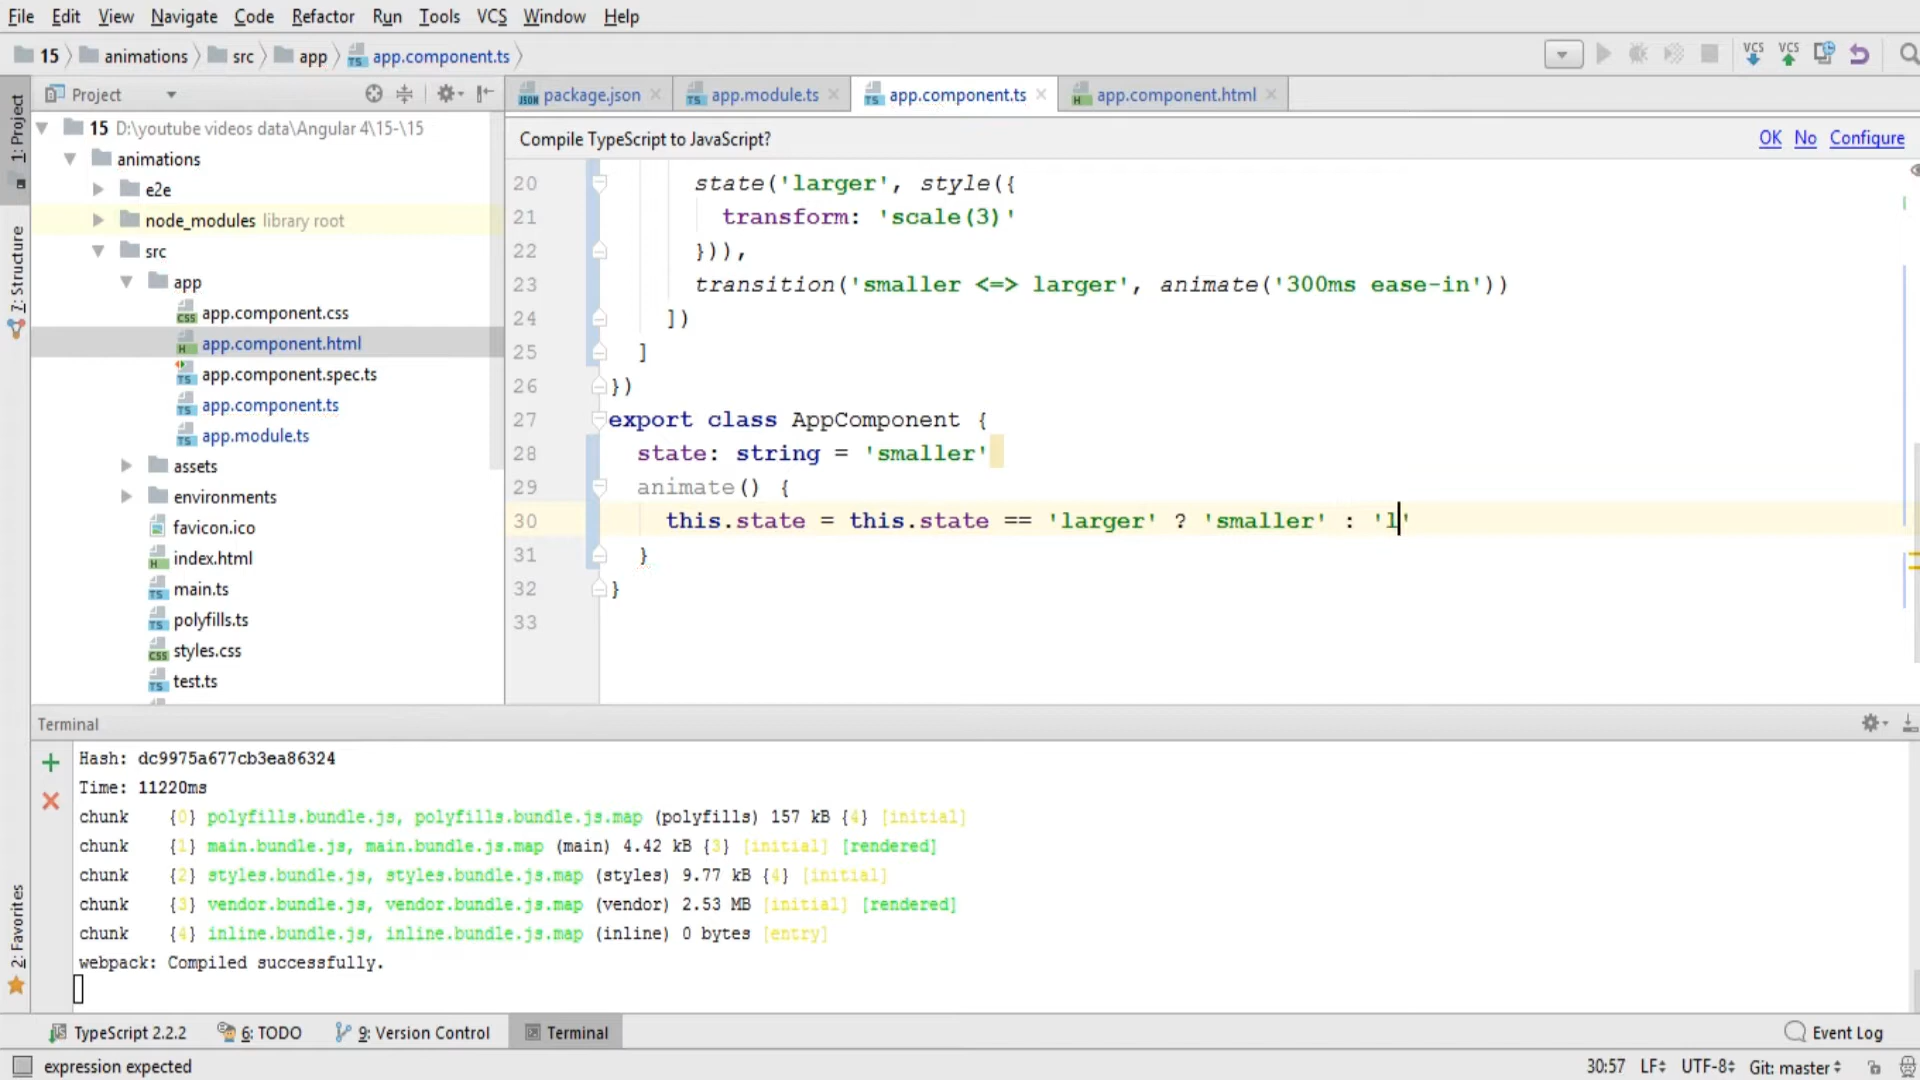 File Edit View Navigate Code Refactor Run Tools VCS Window Help
15 animations src app app.component.ts
VCS VCS
1: Project
7: Structure
2: Favorites
Project
package.json app.module.ts app.component.ts app.component.html
Compile TypeScript to JavaScript? OK No Configure
15 D:\youtube videos data\Angular 4\15-\15
animations
e2e
node_modules library root
src
app
app.component.css
app.component.html
app.component.spec.ts
app.component.ts
app.module.ts
assets
environments
favicon.ico
index.html
main.ts
polyfills.ts
styles.css
test.ts
20 state('larger', style({
21 transform: 'scale(3)'
22 })),
23 transition('smaller <=> larger', animate('300ms ease-in'))
24 ])
25 ]
26 })
27 export class AppComponent {
28 state: string = 'smaller'
29 animate() {
30 this.state = this.state == 'larger' ? 'smaller' : 'l'
31 }
32 }
33
Terminal
Hash: dc9975a677cb3ea86324
Time: 11220ms
chunk {0} polyfills.bundle.js, polyfills.bundle.js.map (polyfills) 157 kB {4} [initial]
chunk {1} main.bundle.js, main.bundle.js.map (main) 4.42 kB {3} [initial] [rendered]
chunk {2} styles.bundle.js, styles.bundle.js.map (styles) 9.77 kB {4} [initial]
chunk {3} vendor.bundle.js, vendor.bundle.js.map (vendor) 2.53 MB [initial] [rendered]
chunk {4} inline.bundle.js, inline.bundle.js.map (inline) 0 bytes [entry]
webpack: Compiled successfully.
TypeScript 2.2.2 6: TODO 9: Version Control Terminal Event Log
expression expected 30:57 LF UTF-8 Git: master